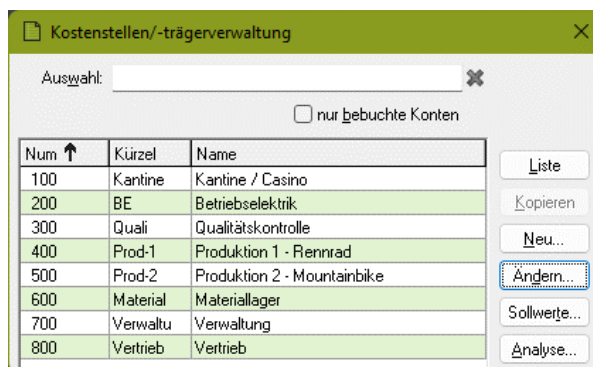 Kostenstellen/-trägerverwaltung
Auswahl:
nur bebuchte Konten
Num Kürzel Name
100 Kantine Kantine / Casino
200 BE Betriebselektrik
300 Quali Qualitätskontrolle
400 Prod-1 Produktion 1 - Rennrad
500 Prod-2 Produktion 2 - Mountainbike
600 Material Materiallager
700 Verwaltu Verwaltung
800 Vertrieb Vertrieb
Liste
Kopieren
Neu...
Ändern...
Sollwerte...
Analyse...